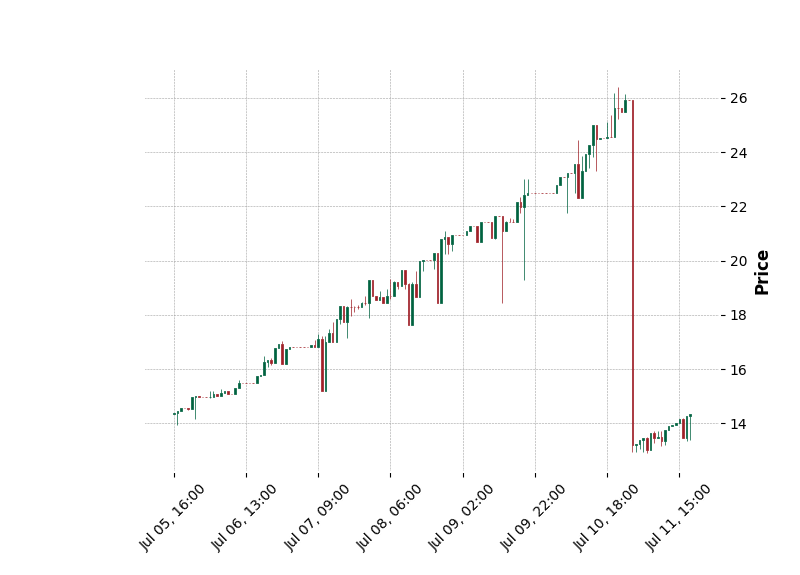 26
24
22
20
18
16
14
Price
Jul 05, 16:00
Jul 06, 13:00
Jul 07, 09:00
Jul 08, 06:00
Jul 09, 02:00
Jul 09, 22:00
Jul 10, 18:00
Jul 11, 15:00